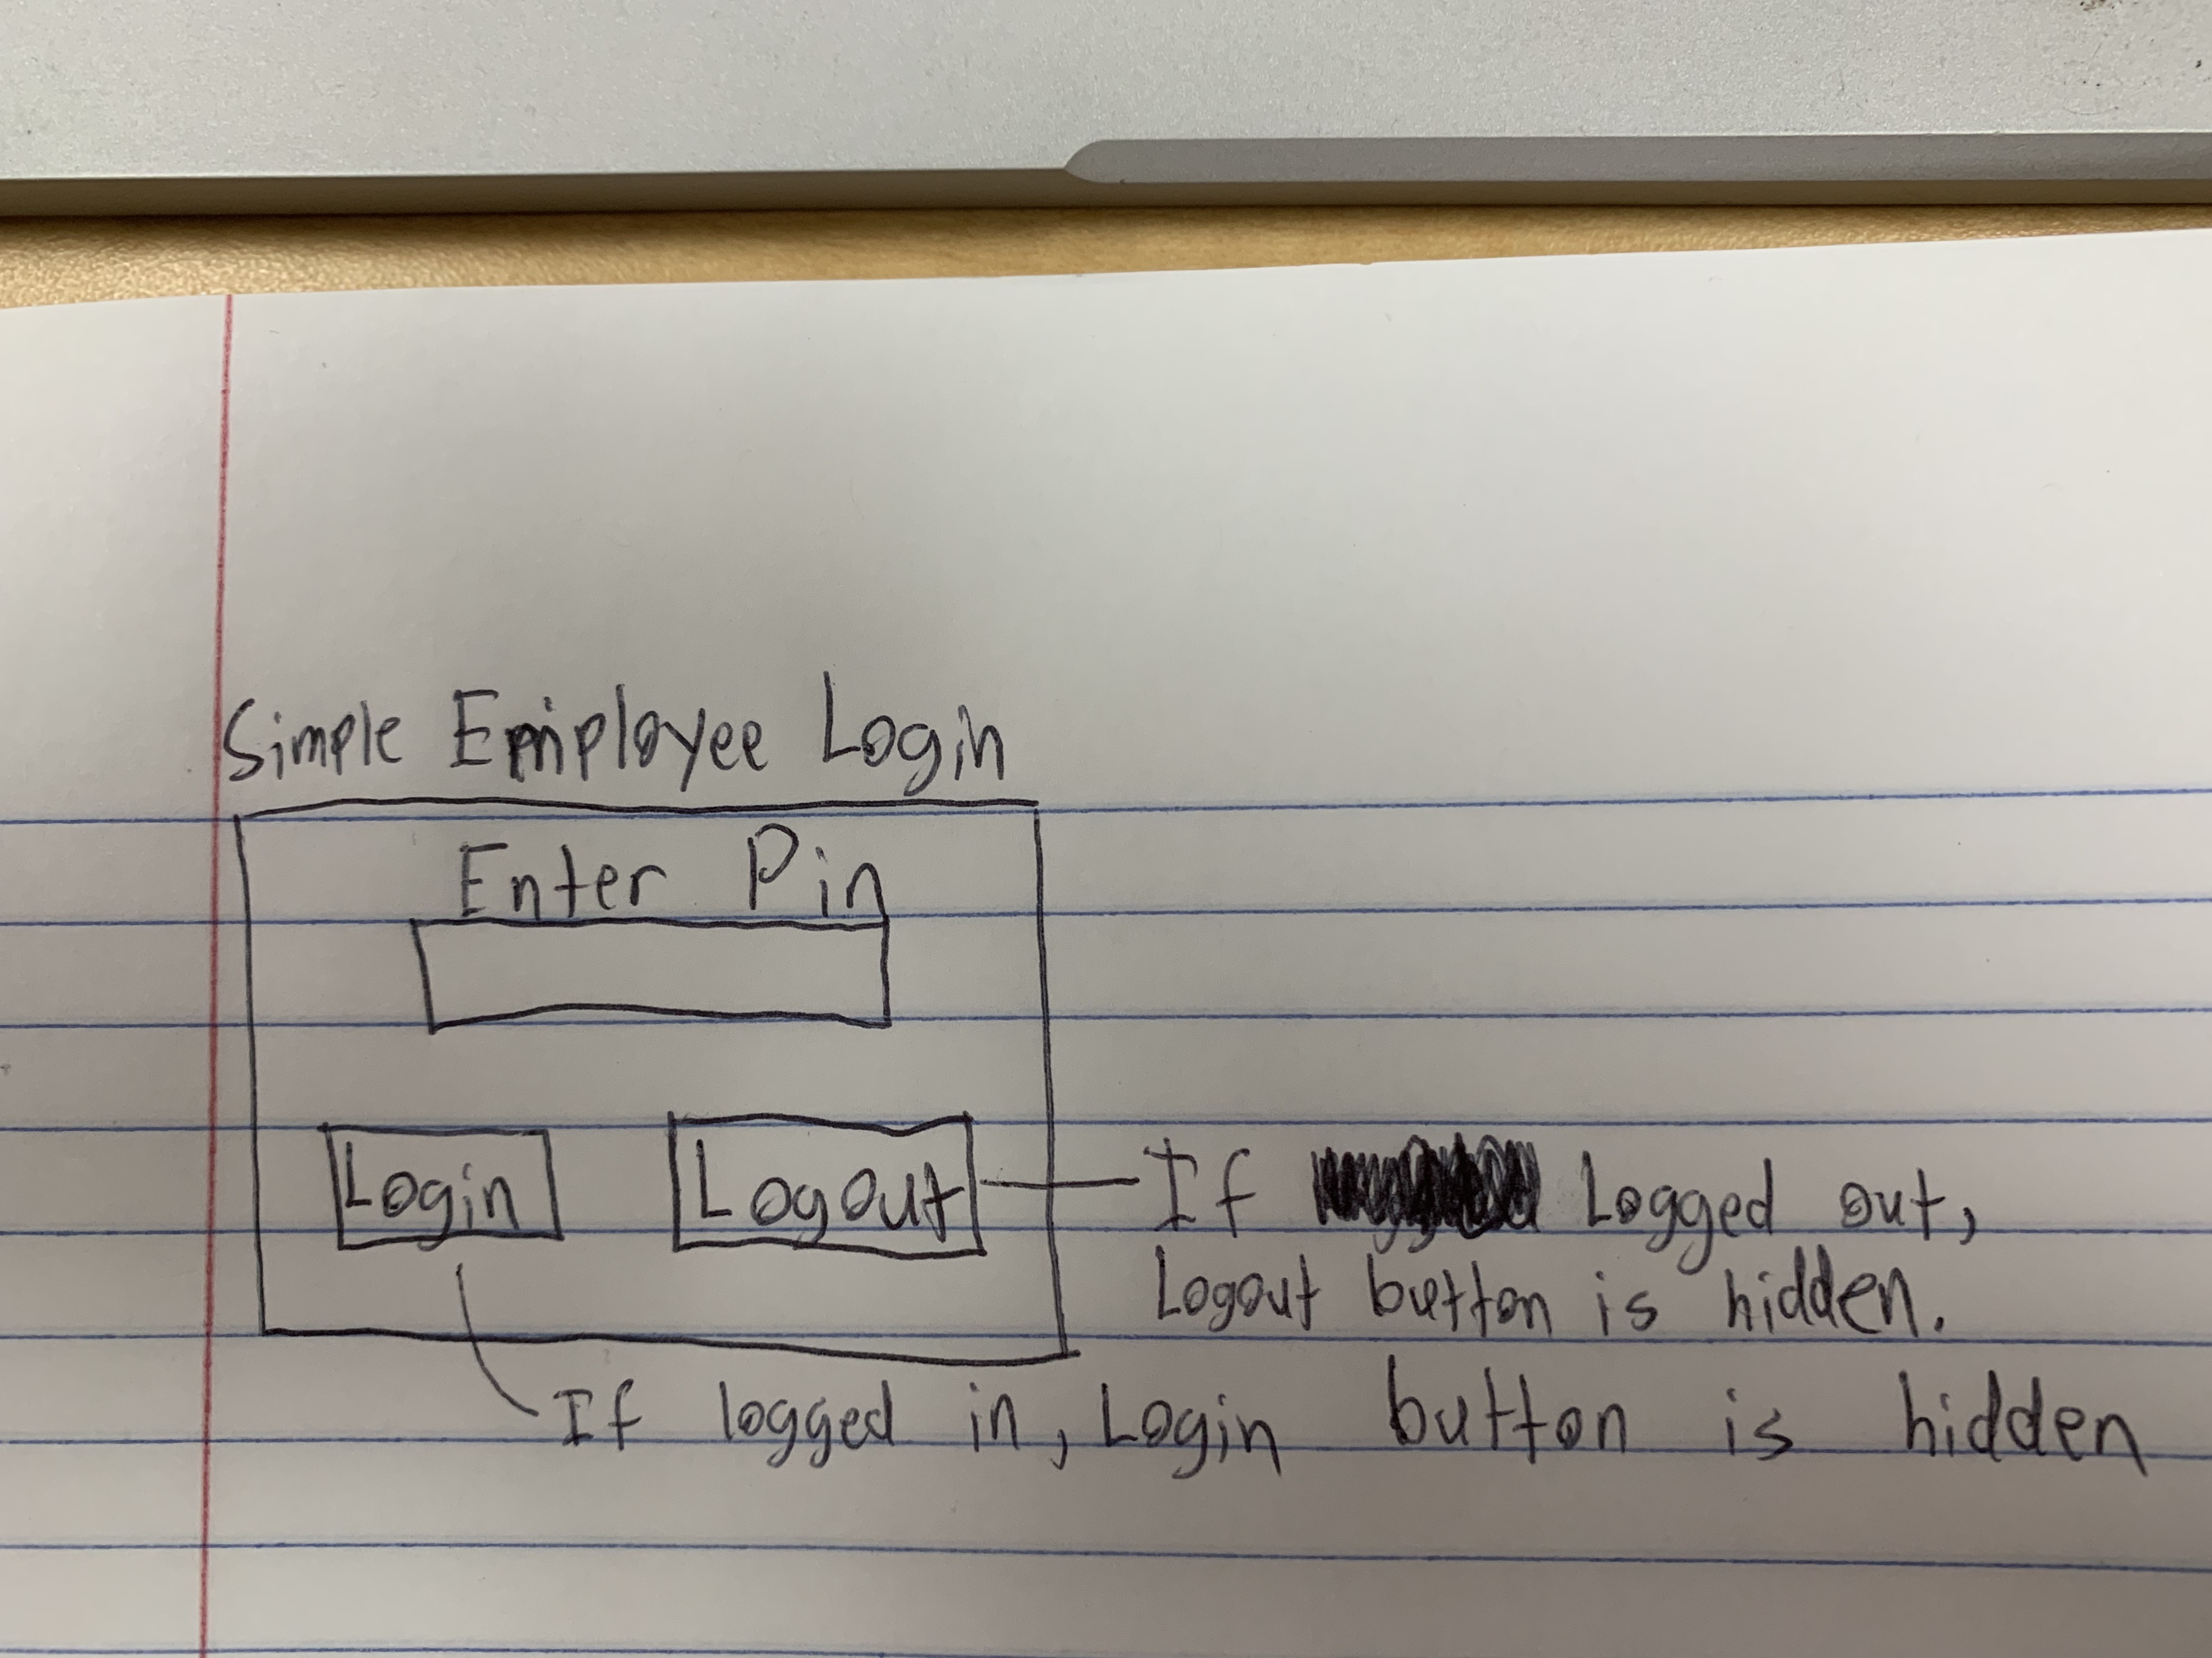 Simple Employee Login
Enter Pin
Login
Logout
If Logged out,
Logout button is hidden.
If logged in, Login button is hidden